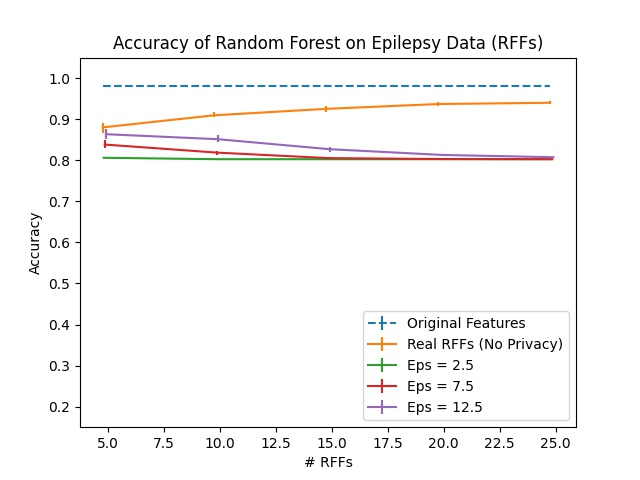 Accuracy of Random Forest on Epilepsy Data (RFFs)
1.0
0.9
0.8
0.7
0.6
0.5
0.4
0.3
0.2
Accuracy
Original Features
Real RFFs (No Privacy)
Eps = 2.5
Eps = 7.5
Eps = 12.5
5.0 7.5 10.0 12.5 15.0 17.5 20.0 22.5 25.0
# RFFs